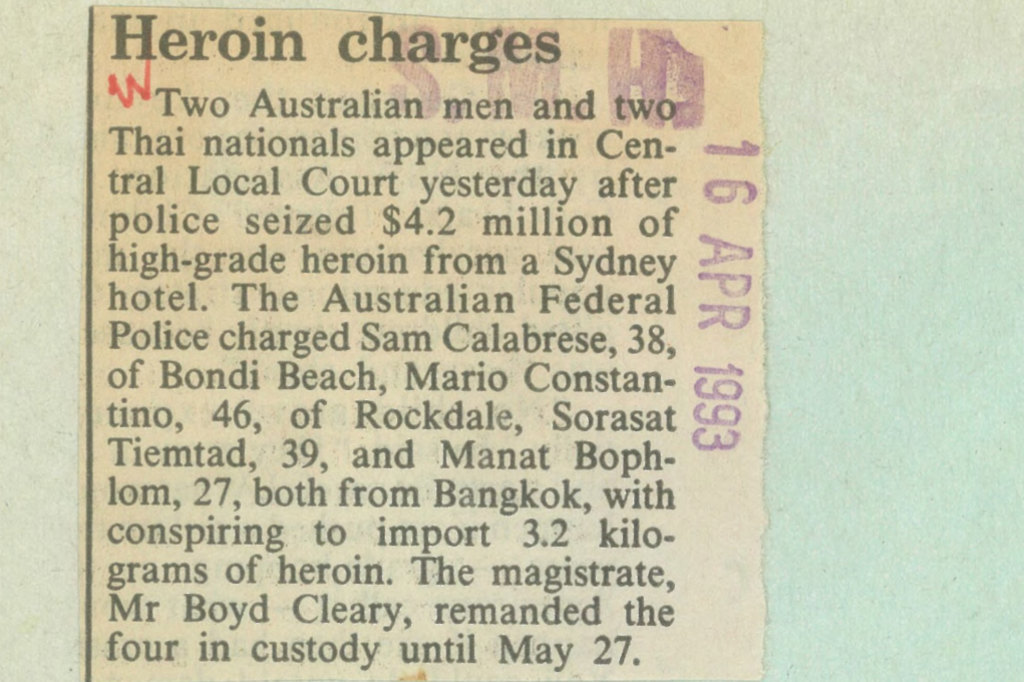 Heroin charges
S M H
W
Two Australian men and two
Thai nationals appeared in Cen-
tral Local Court yesterday after
police seized $4.2 million of
high-grade heroin from a Sydney
hotel. The Australian Federal
Police charged Sam Calabrese, 38,
of Bondi Beach, Mario Constan-
tino, 46, of Rockdale, Sorasat
Tiemtad, 39, and Manat Boph-
lom, 27, both from Bangkok, with
conspiring to import 3.2 kilo-
grams of heroin. The magistrate,
Mr Boyd Cleary, remanded the
four in custody until May 27.
16 APR 1993